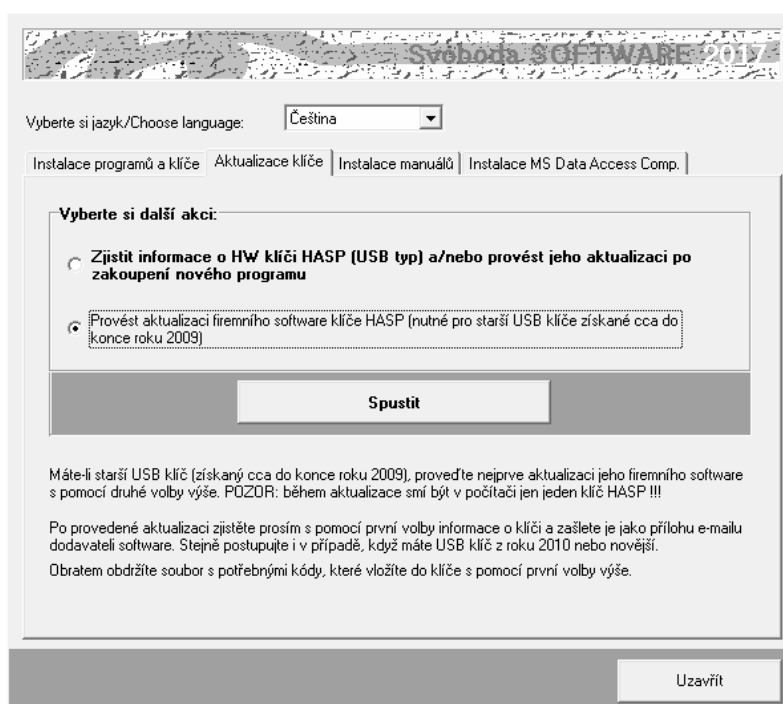 Svoboda SOFTWARE 2017
Vyberte si jazyk/Choose language: Čeština
Instalace programů a klíče Aktualizace klíče Instalace manuálů Instalace MS Data Access Comp.
Vyberte si další akci:
Zjistit informace o HW klíči HASP (USB typ) a/nebo provést jeho aktualizaci po
zakoupení nového programu
Provést aktualizaci firemního software klíče HASP (nutné pro starší USB klíče získané cca do
konce roku 2009)
Spustit
Máte-li starší USB klíč (získaný cca do konce roku 2009), proveďte nejprve aktualizaci jeho firemního software
s pomocí druhé volby výše. POZOR: během aktualizace smí být v počítači jen jeden klíč HASP !!!
Po provedené aktualizaci zjistěte prosím s pomocí první volby informace o klíči a zašlete je jako přílohu e-mailu
dodavateli software. Stejně postupujte i v případě, když máte USB klíč z roku 2010 nebo novější.
Obratem obdržíte soubor s potřebnými kódy, které vložíte do klíče s pomocí první volby výše.
Uzavřít